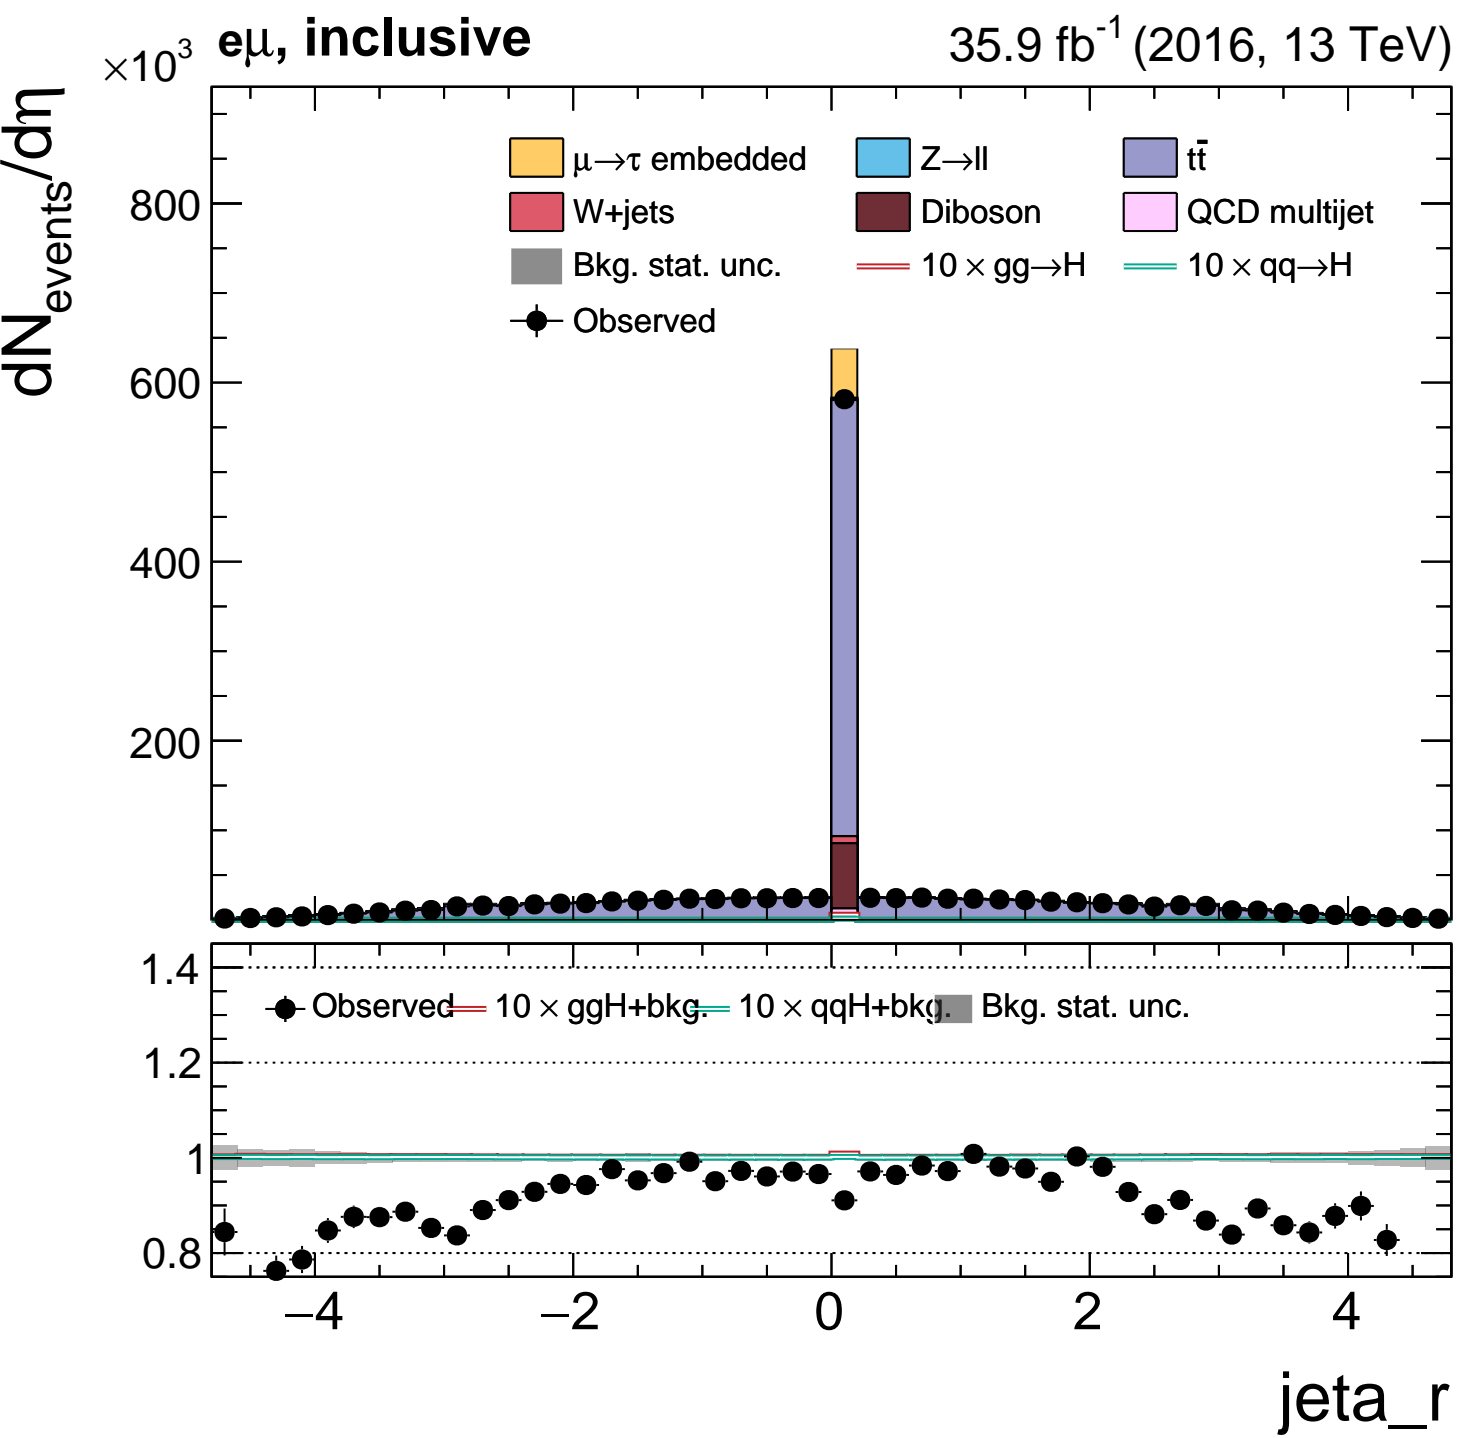 eμ, inclusive 35.9 fb⁻¹ (2016, 13 TeV)
×10³
dN_events/dη
μ→τ embedded Z→ll tt̄
W+jets Diboson QCD multijet
Bkg. stat. unc. 10 × gg→H 10 × qq→H
Observed
800
600
400
200
1.4
Observed 10 × ggH+bkg. 10 × qqH+bkg. Bkg. stat. unc.
1.2
1
0.8
−4 −2 0 2 4
jeta_r